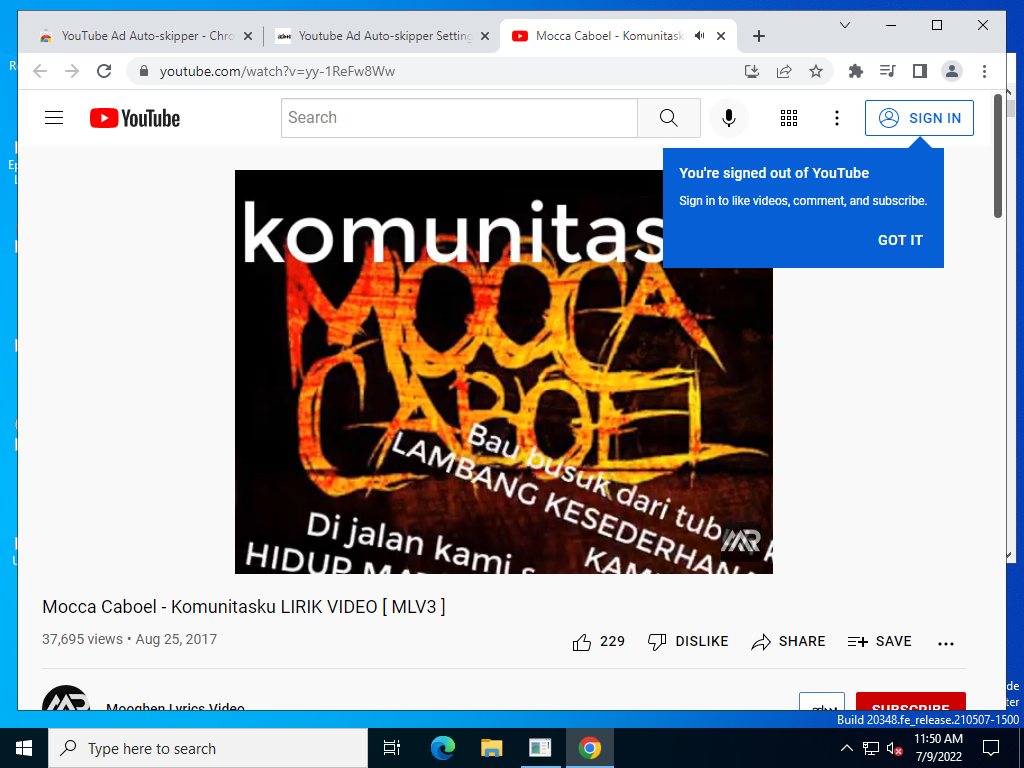 YouTube Ad Auto-skipper - Chro
Youtube Ad Auto-skipper Setting
Mocca Caboel - Komunitask
youtube.com/watch?v=yy-1ReFw8Ww
YouTube
Search
SIGN IN
You're signed out of YouTube
Sign in to like videos, comment, and subscribe.
GOT IT
komunitas
MOCCA
CABOEL
Bau busuk dari tub
LAMBANG KESEDERHANA
Di jalan kami s
KAM
HIDUP MA
MR
Mocca Caboel - Komunitasku LIRIK VIDEO [ MLV3 ]
37,695 views • Aug 25, 2017
229
DISLIKE
SHARE
SAVE
Mooghen Lyrics Video
SUBSCRIBE
Build 20348.fe_release.210507-1500
Type here to search
11:50 AM
7/9/2022